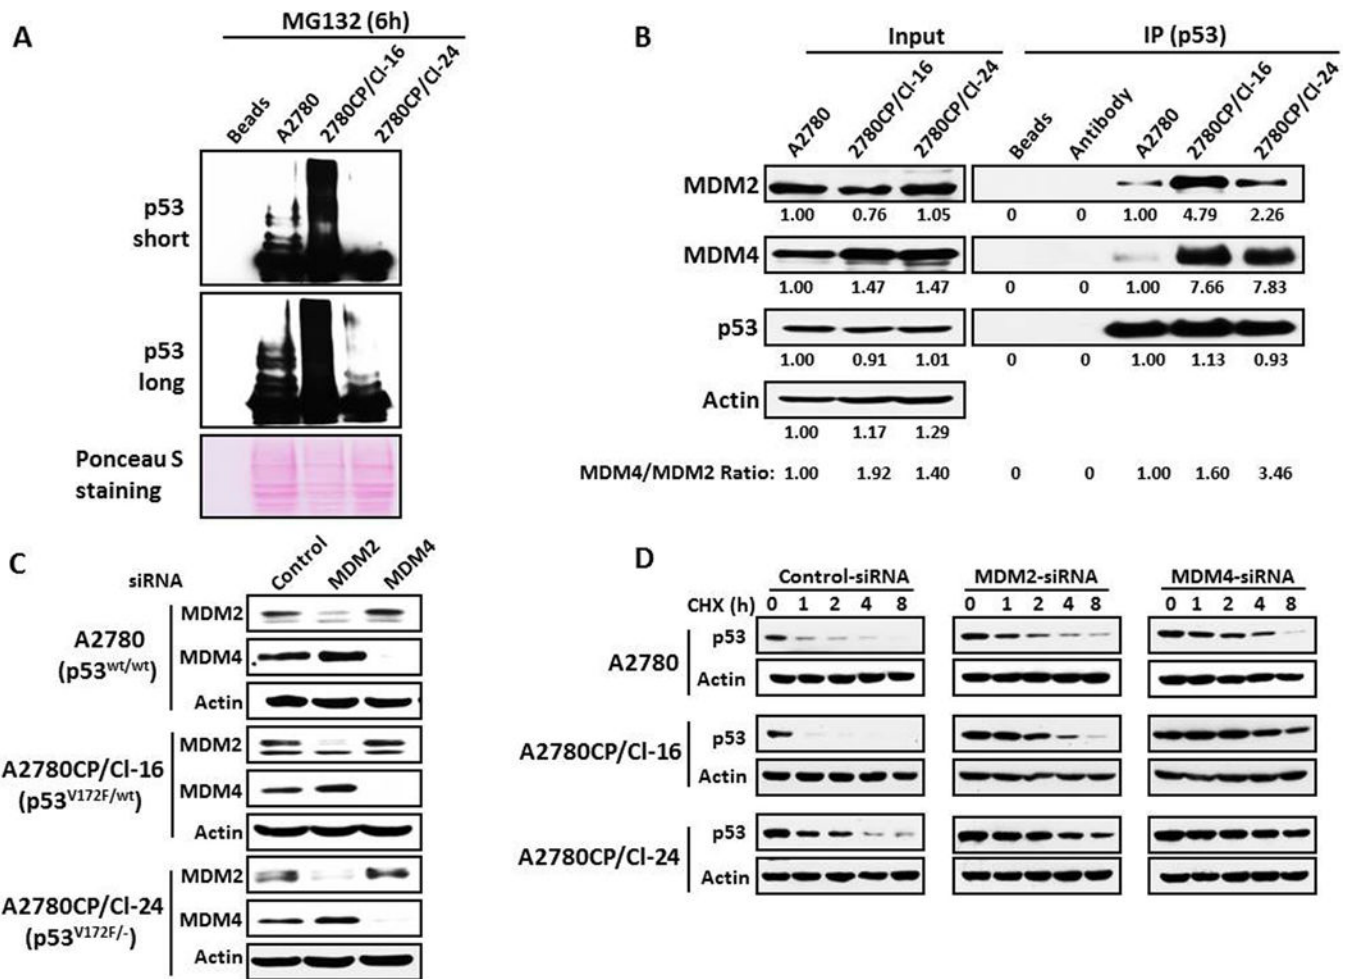 A
MG132 (6h)
Beads
A2780
2780CP/Cl-16
2780CP/Cl-24
p53
short
p53
long
Ponceau S
staining
B
Input
IP (p53)
A2780
2780CP/Cl-16
2780CP/Cl-24
Beads
Antibody
A2780
2780CP/Cl-16
2780CP/Cl-24
MDM2
1.00 0.76 1.05 0 0 1.00 4.79 2.26
MDM4
1.00 1.47 1.47 0 0 1.00 7.66 7.83
p53
1.00 0.91 1.01 0 0 1.00 1.13 0.93
Actin
1.00 1.17 1.29
MDM4/MDM2 Ratio: 1.00 1.92 1.40 0 0 1.00 1.60 3.46
C
siRNA
Control
MDM2
MDM4
A2780
(p53wt/wt)
MDM2
MDM4
Actin
A2780CP/Cl-16
(p53V172F/wt)
MDM2
MDM4
Actin
A2780CP/Cl-24
(p53V172F/-)
MDM2
MDM4
Actin
D
Control-siRNA MDM2-siRNA MDM4-siRNA
CHX (h) 0 1 2 4 8 0 1 2 4 8 0 1 2 4 8
A2780
p53
Actin
A2780CP/Cl-16
p53
Actin
A2780CP/Cl-24
p53
Actin